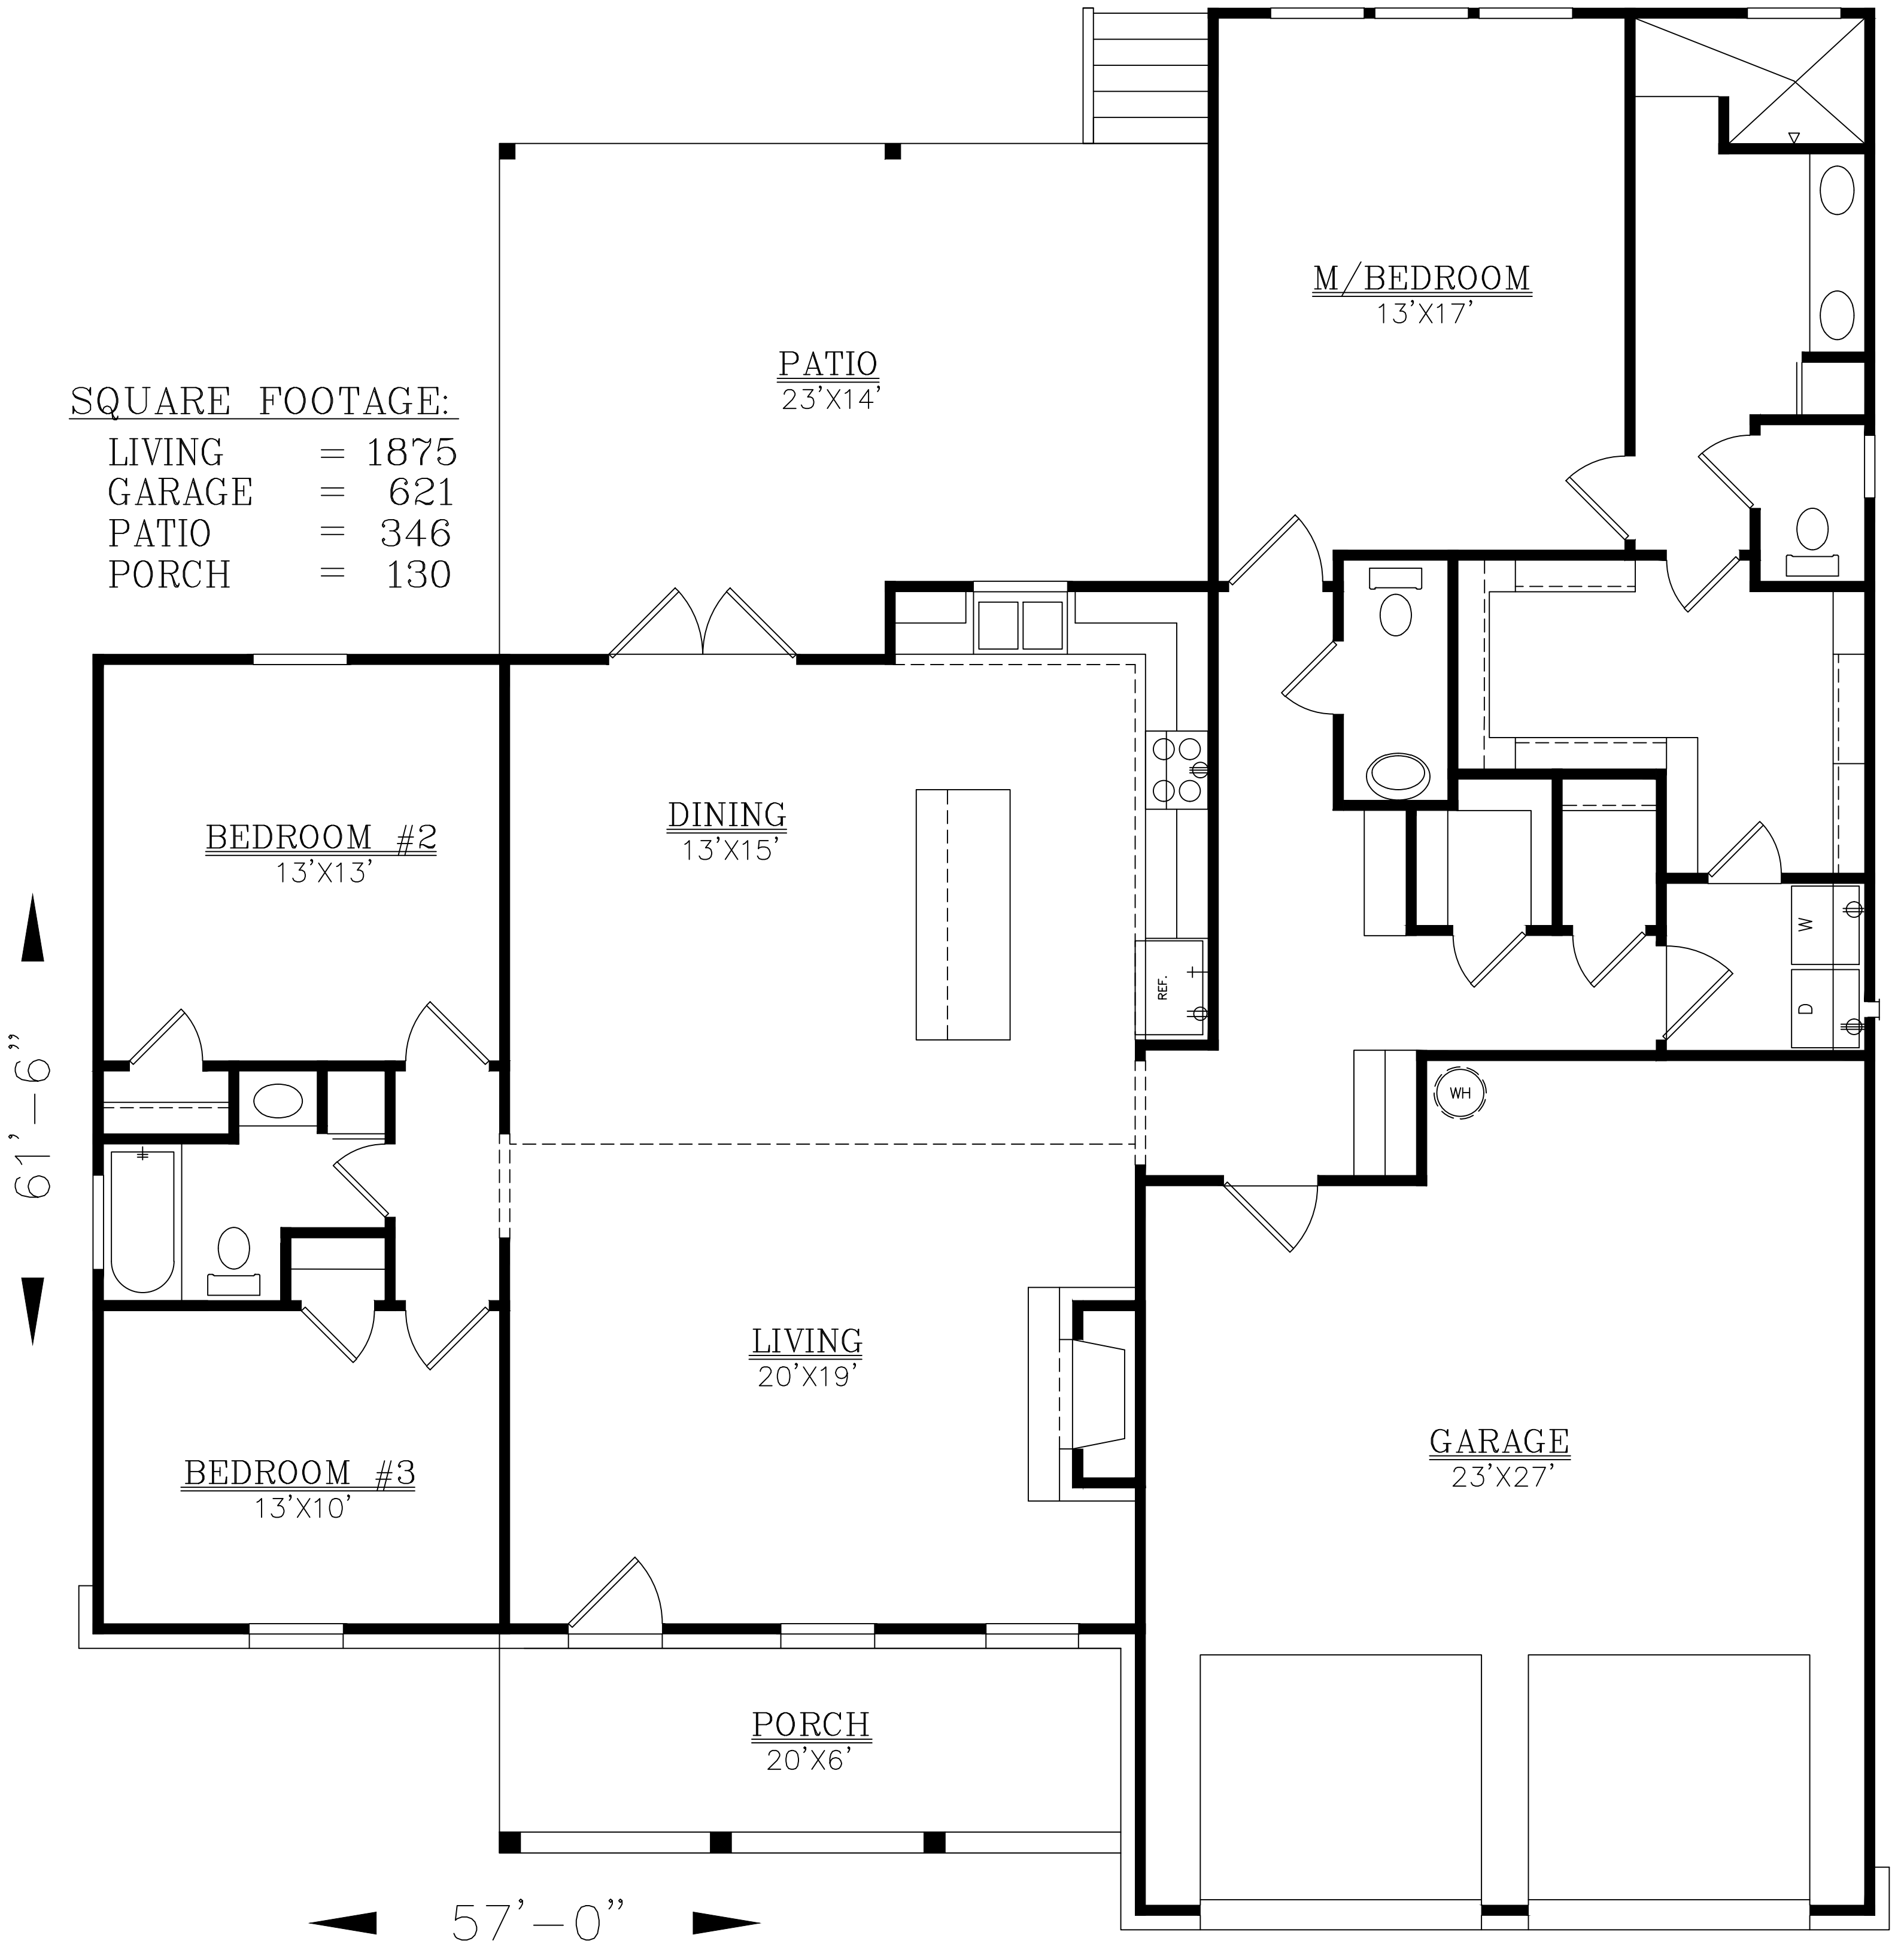 M/BEDROOM
13'X17'
PATIO
23'X14'
SQUARE FOOTAGE:
LIVING = 1875
GARAGE = 621
PATIO = 346
PORCH = 130
BEDROOM #2
13'X13'
DINING
13'X15'
W
D
REF.
WH
61'-6"
LIVING
20'X19'
BEDROOM #3
13'X10'
GARAGE
23'X27'
PORCH
20'X6'
57'-0"